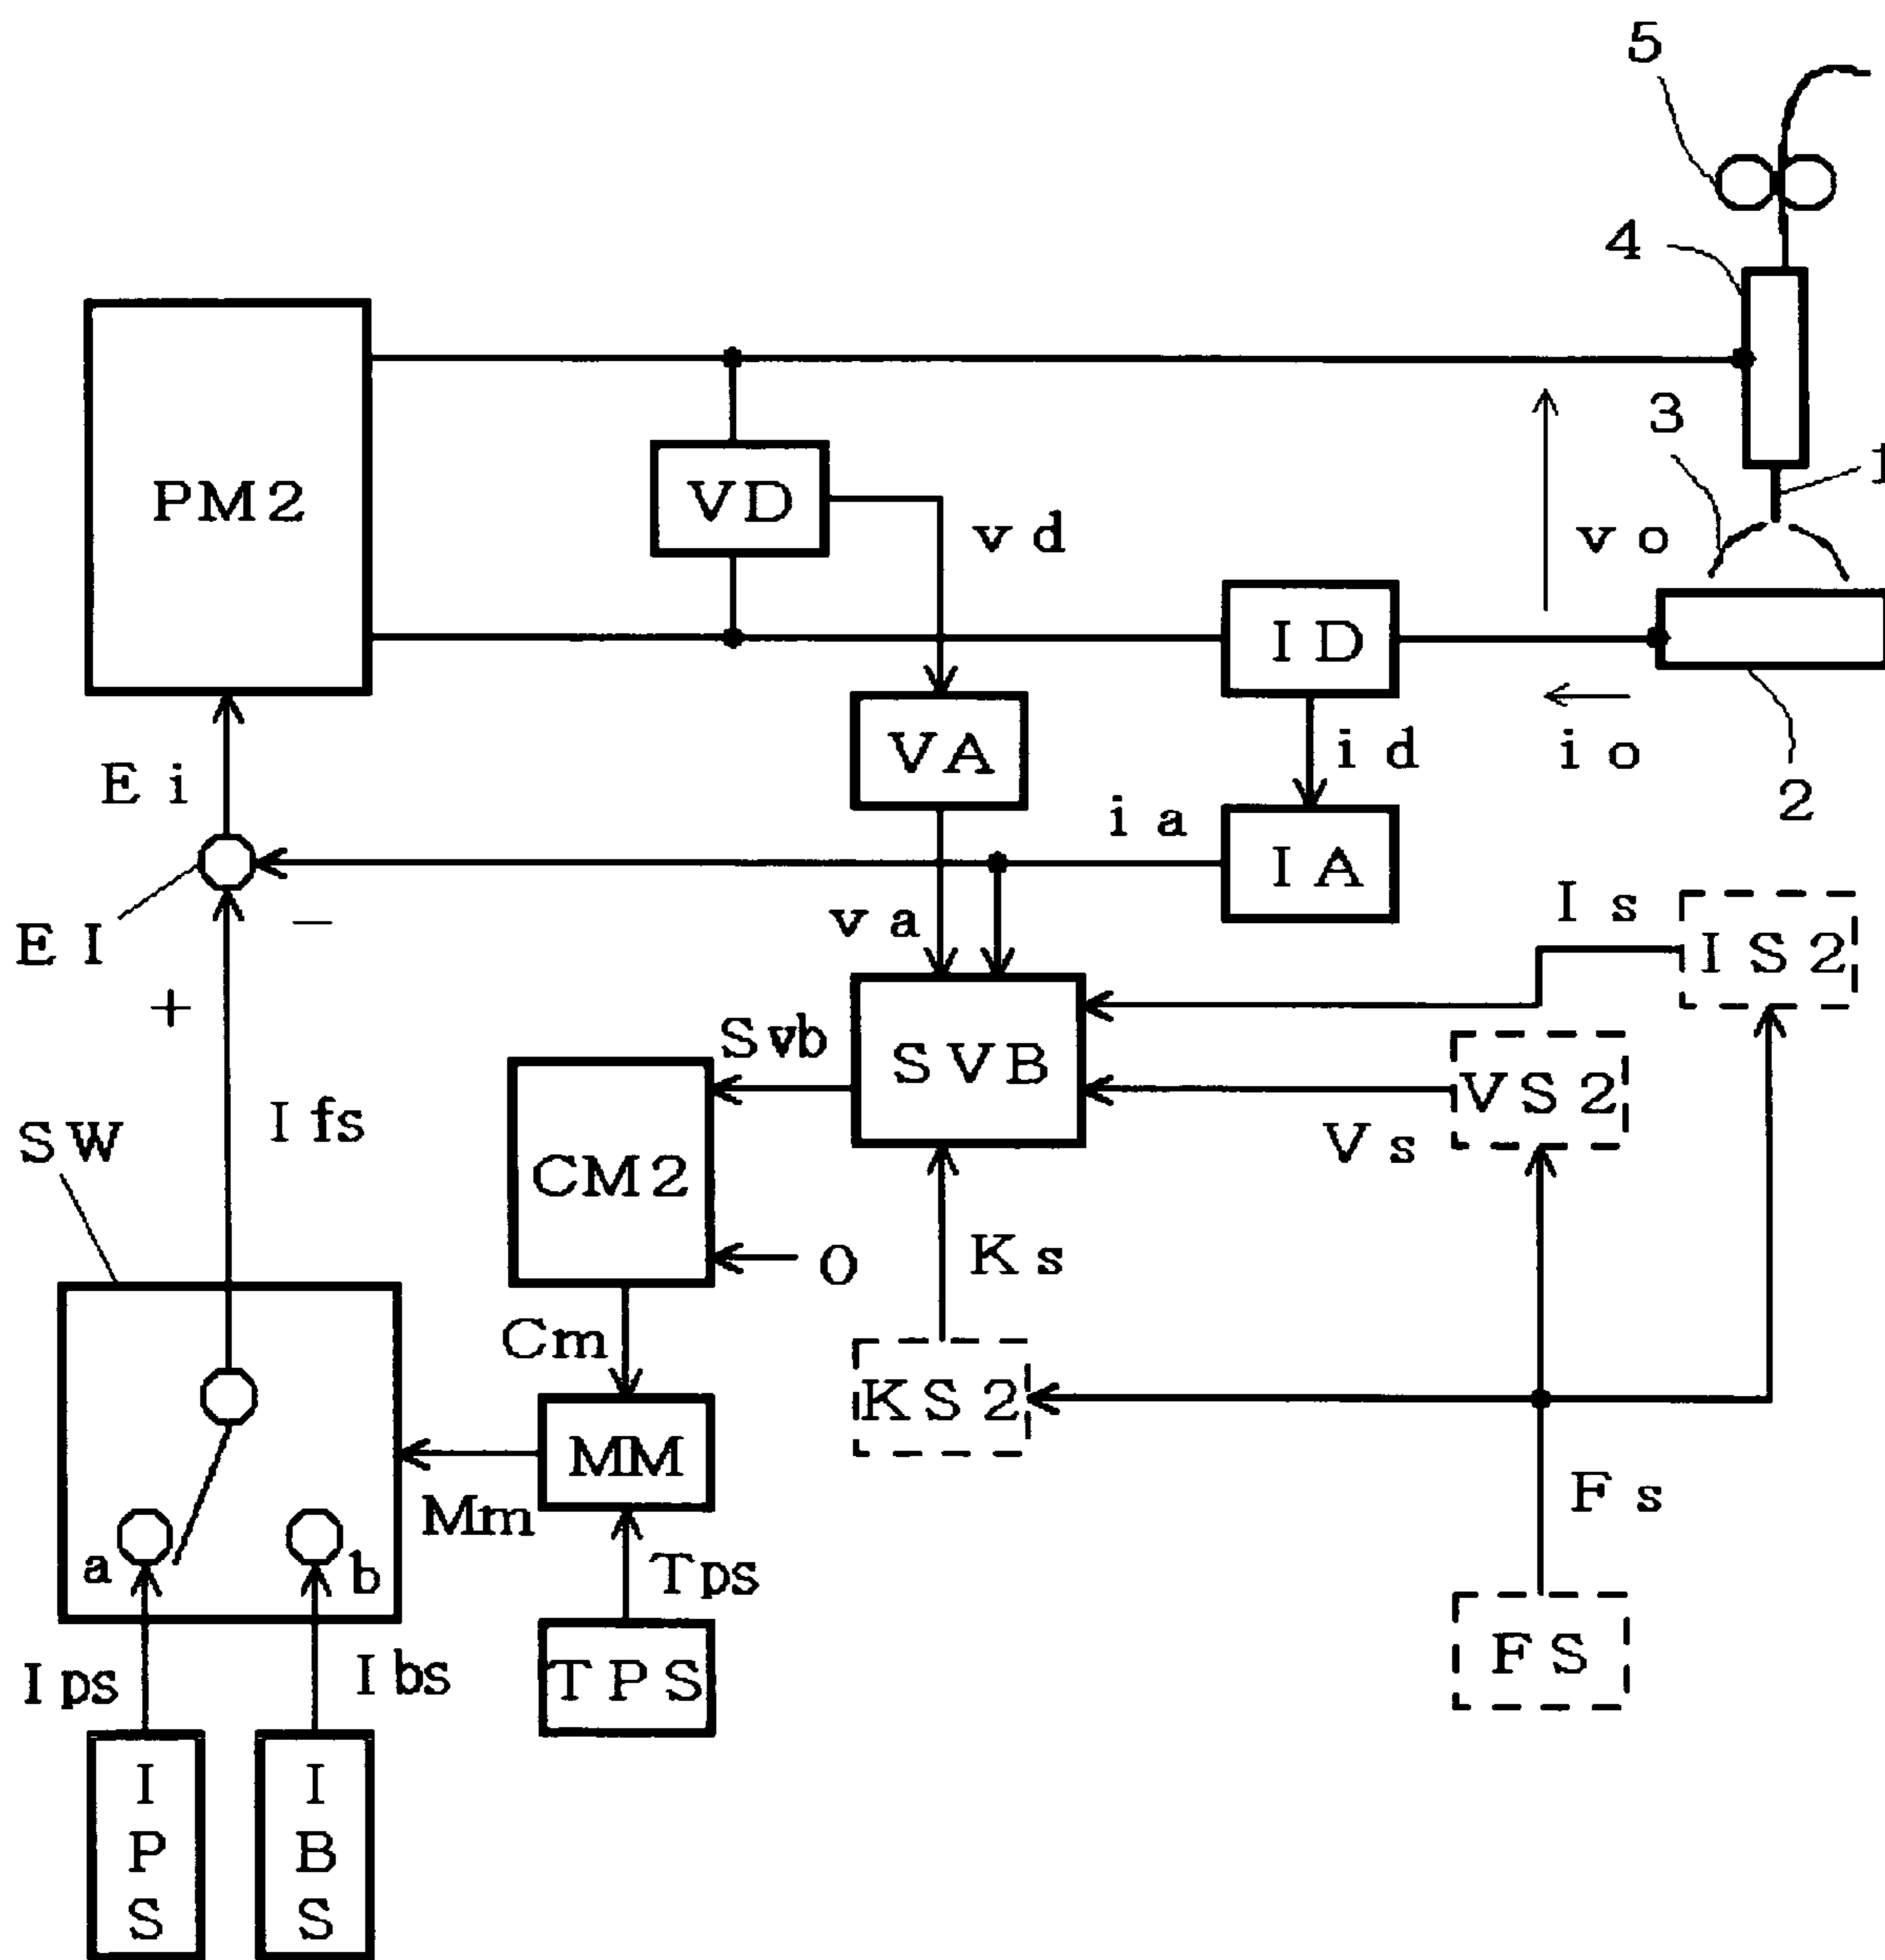 5
4
3
1
PM2
VD
vd
vo
ID
VA
id
io
2
Ei
ia
IA
EI
−
va
Is
IS2
+
Svb
SVB
VS2
Vs
Ifs
SW
CM2
0
Ks
Cm
KS2
MM
Mm
Fs
a
b
Tps
TPS
FS
Ips
Ibs
IPS
IBS